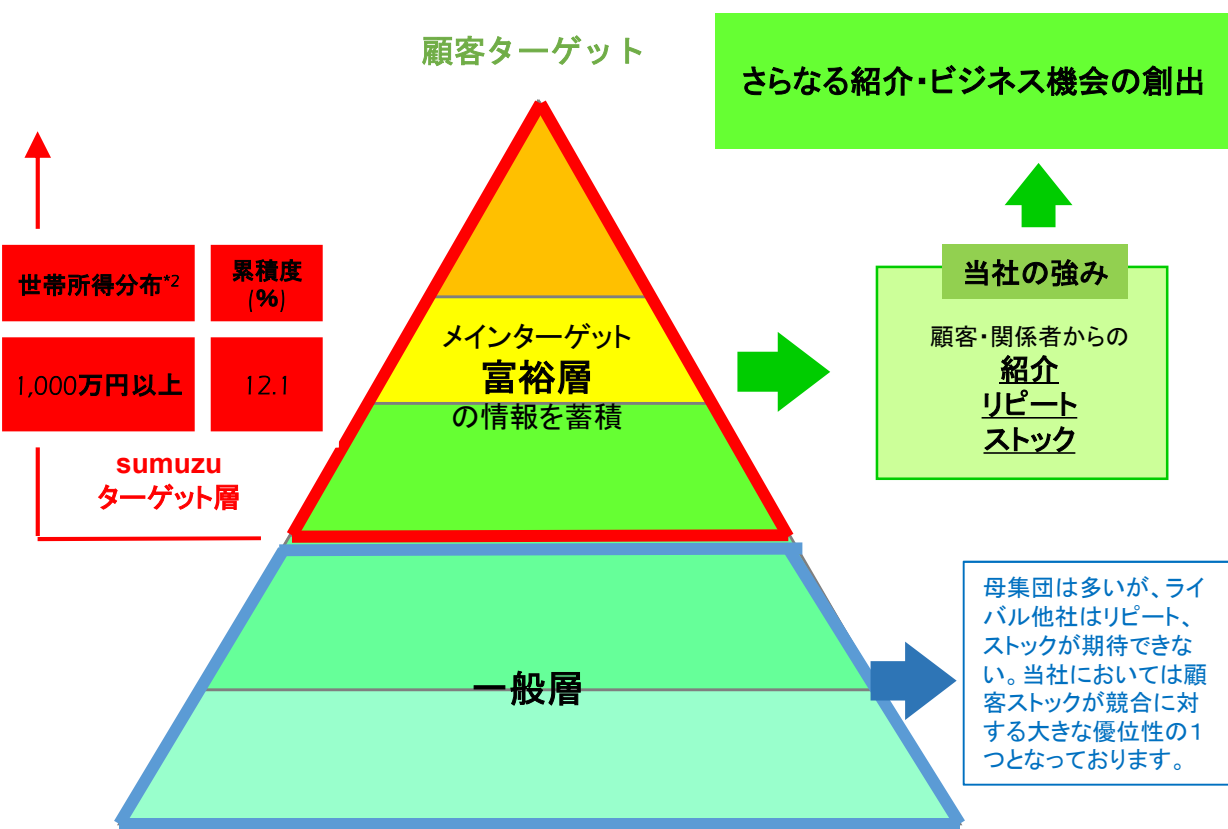 顧客ターゲット
さらなる紹介・ビジネス機会の創出
世帯所得分布*2
累積度
(%)
1,000万円以上
12.1
sumuzu
ターゲット層
メインターゲット
富裕層
の情報を蓄積
当社の強み
顧客・関係者からの
紹介
リピート
ストック
一般層
母集団は多いが、ライ
バル他社はリピート、
ストックが期待できな
い。当社においては顧
客ストックが競合に対
する大きな優位性の1
つとなっております。